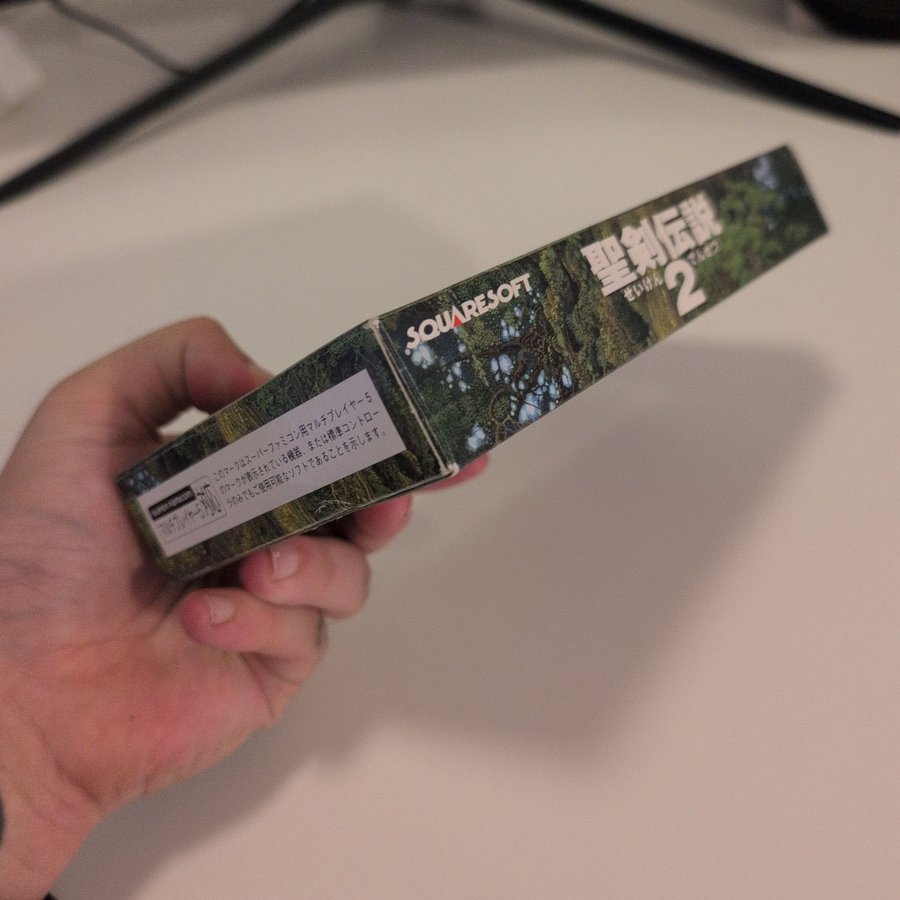 SQUARESOFT
聖剣伝説
せいけん でんせつ
2
SUPER FAMICOM
マルチプレイヤー5
対応
このマークはスーパーファミコン用マルチプレイヤー5
のマークが表示されている機器、または標準コントロー
ラのみでもご使用可能なソフトであることを示します。